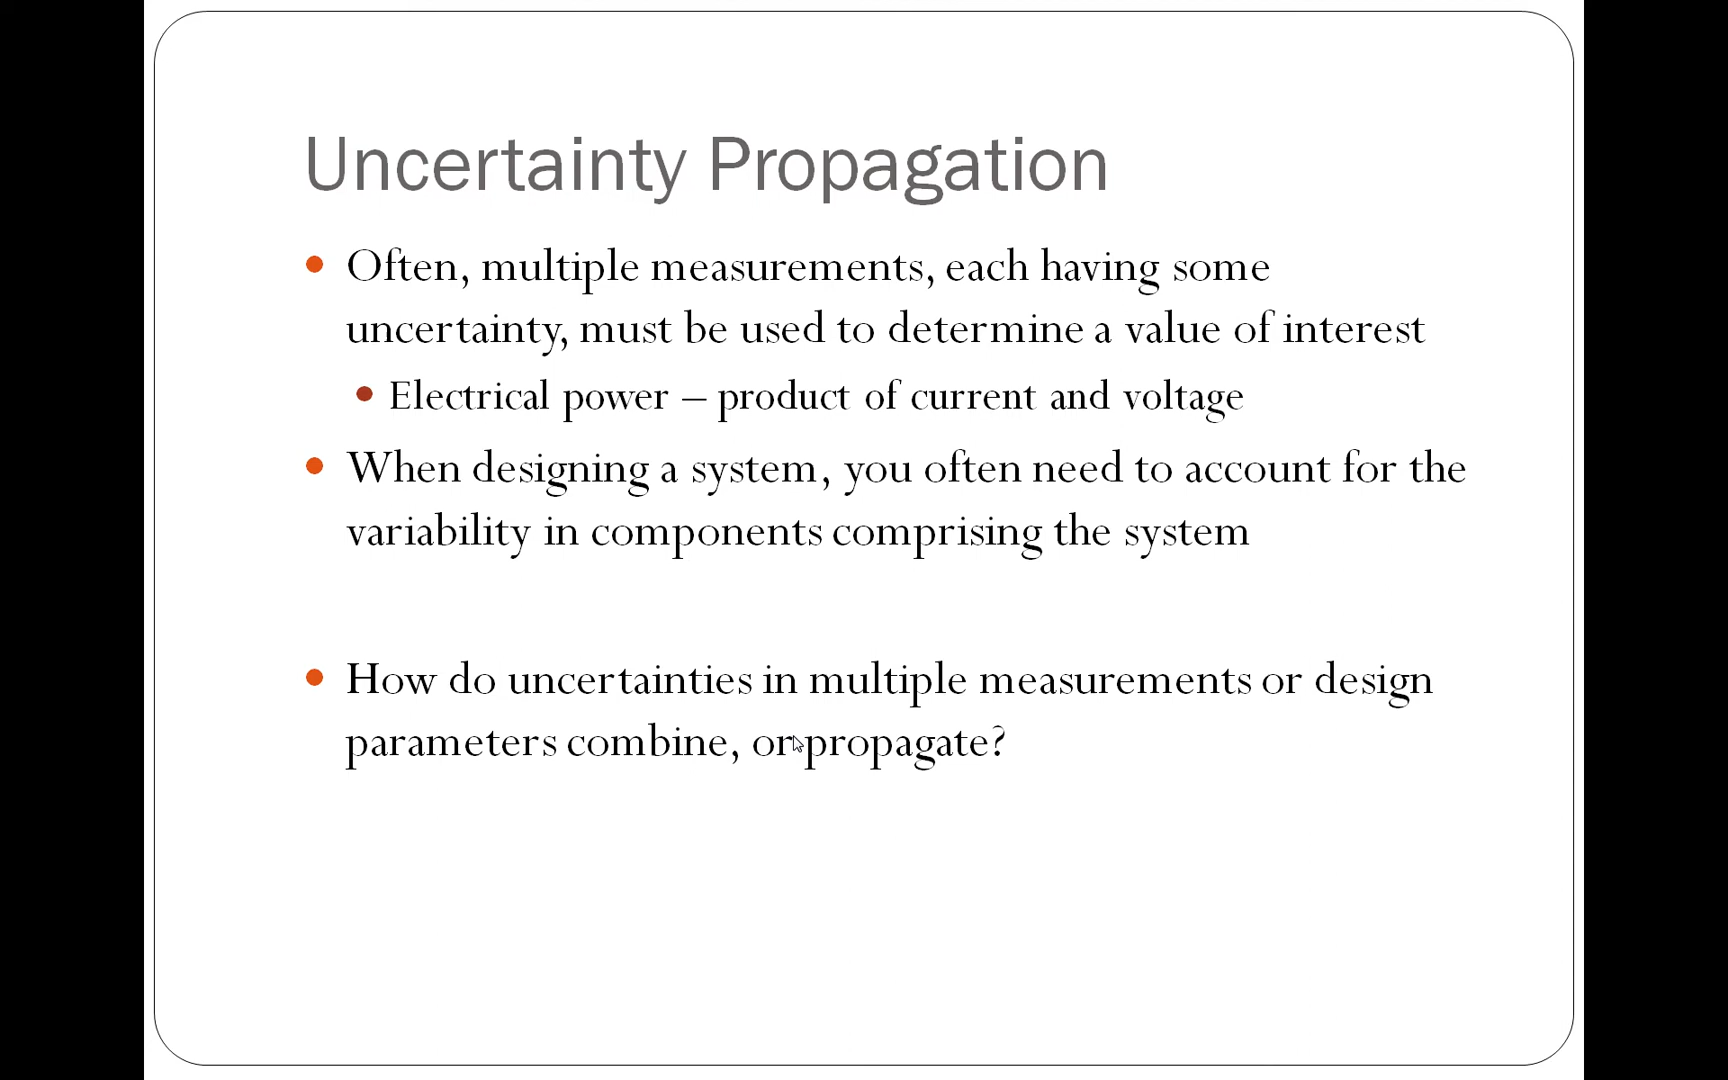 Uncertainty Propagation
Often, multiple measurements, each having some
uncertainty, must be used to determine a value of interest
Electrical power – product of current and voltage
When designing a system, you often need to account for the
variability in components comprising the system
How do uncertainties in multiple measurements or design
parameters combine, or propagate?